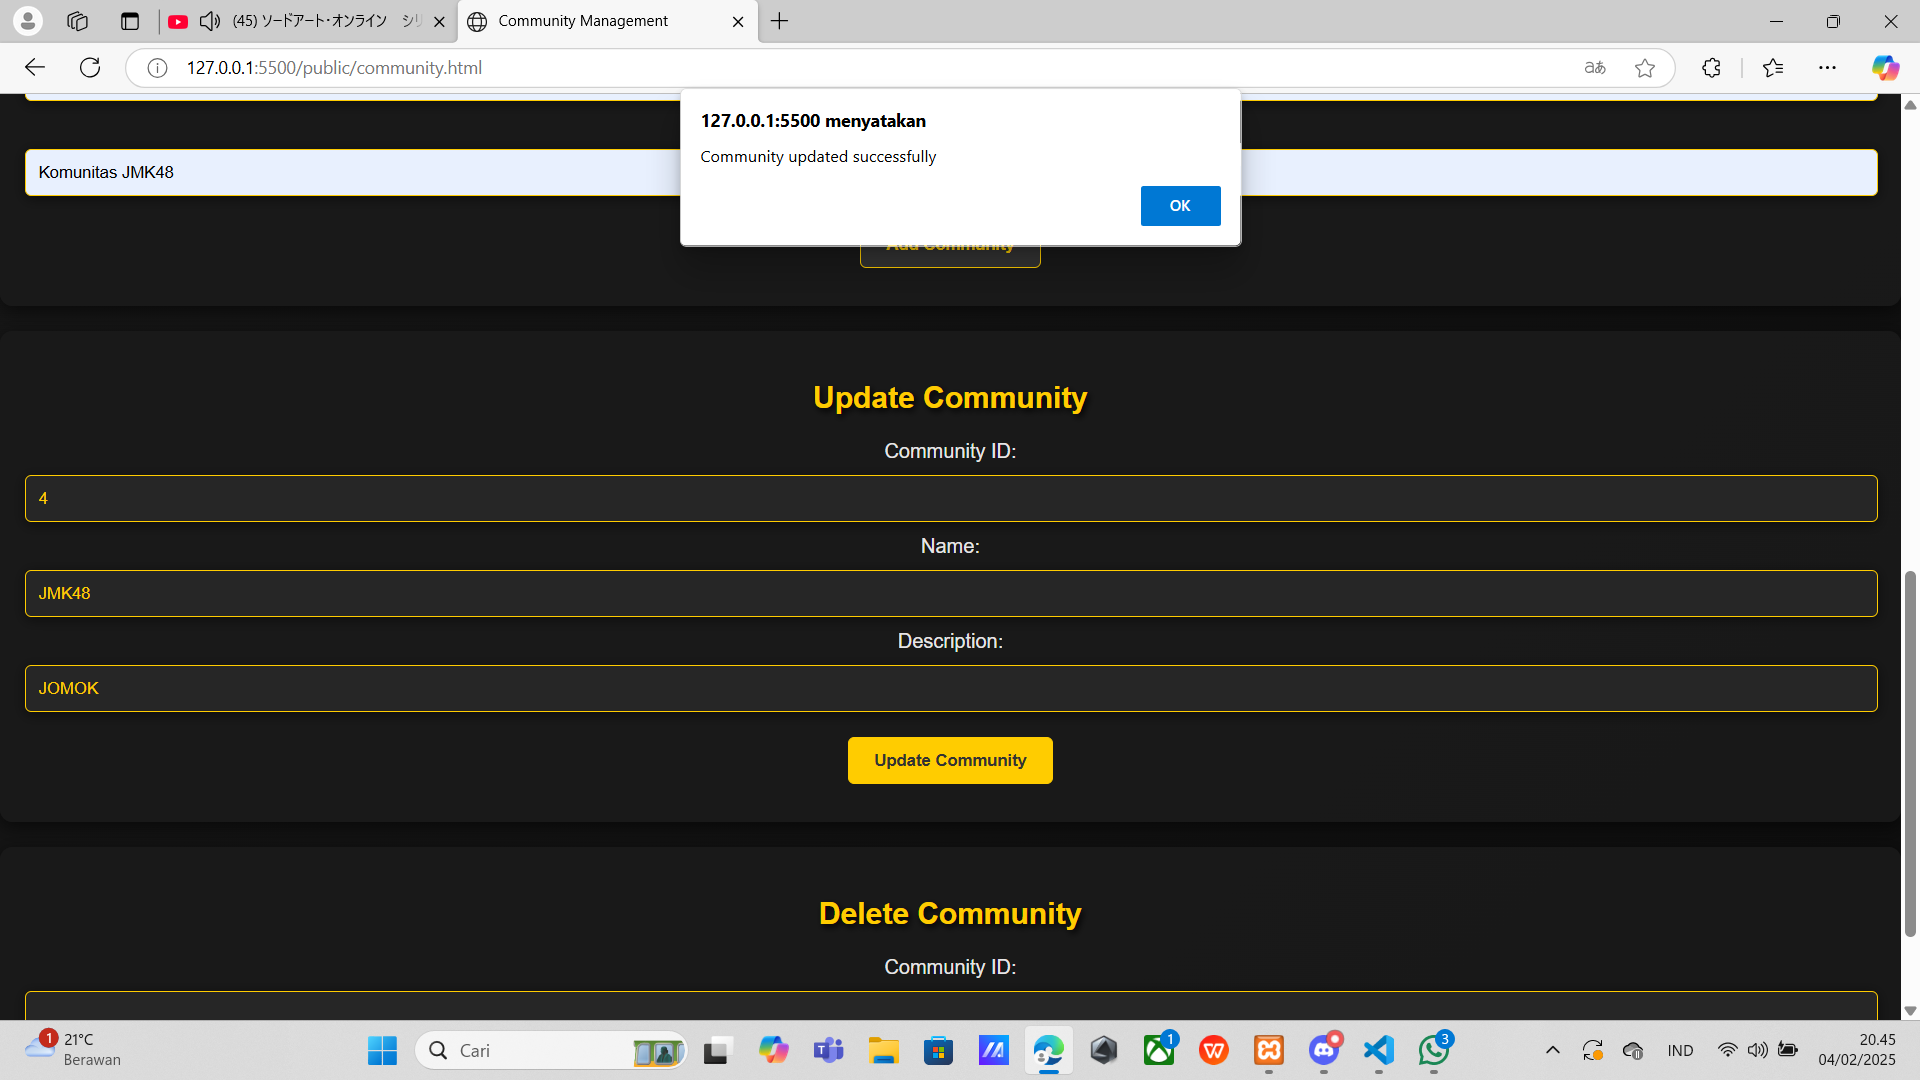 (45) ソードアート・オンライン シリ
Community Management
127.0.0.1:5500/public/community.html
aあ
127.0.0.1:5500 menyatakan
Community updated successfully
OK
Komunitas JMK48
Add Community
Update Community
Community ID:
4
Name:
JMK48
Description:
JOMOK
Update Community
Delete Community
Community ID:
1
21°C
Berawan
Cari
1
3
IND
20.45
04/02/2025